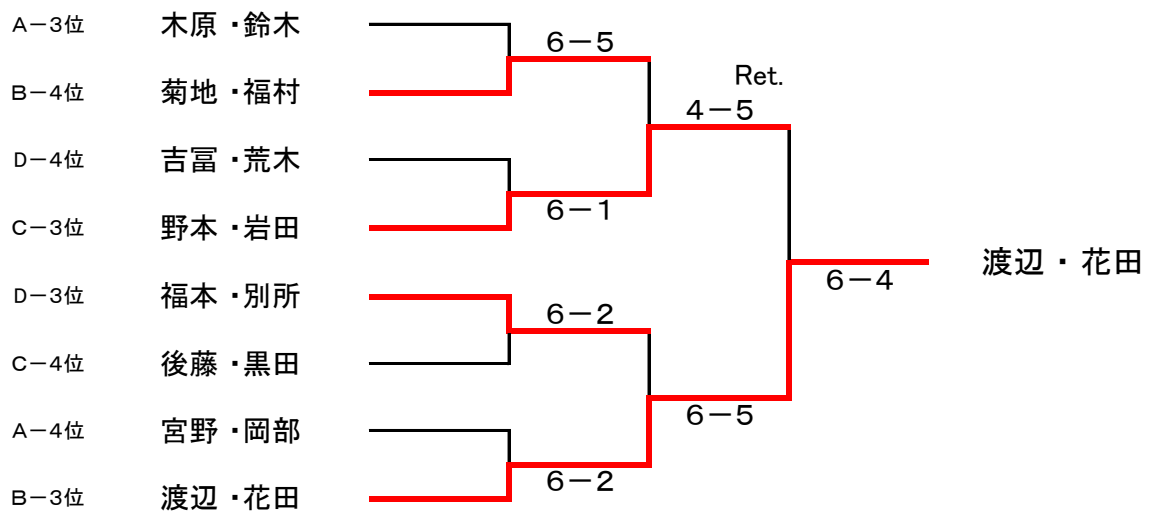 A－3位 木原・鈴木
6－5
B－4位 菊地・福村
Ret.
4－5
D－4位 吉冨・荒木
6－1
C－3位 野本・岩田
6－4 渡辺・花田
D－3位 福本・別所
6－2
C－4位 後藤・黒田
6－5
A－4位 宮野・岡部
6－2
B－3位 渡辺・花田